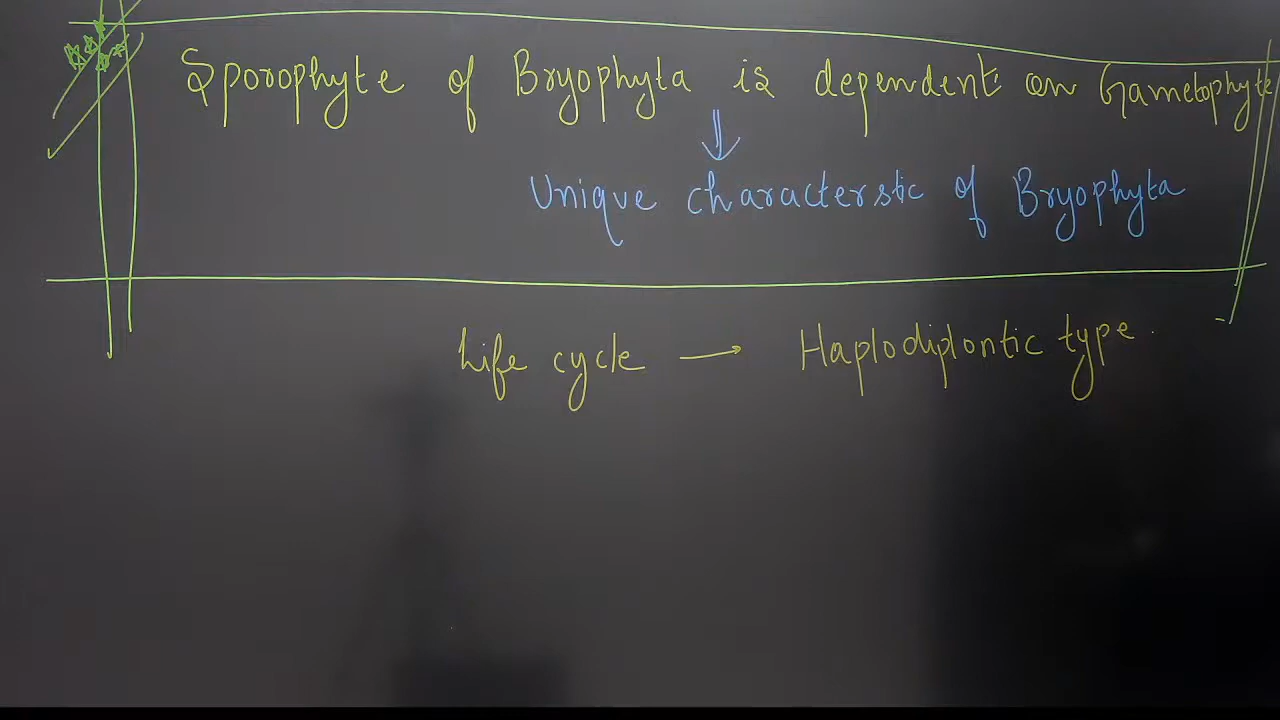 Sporophyte of Bryophyta is dependent on Gametophyte
Unique characterstic of Bryophyta
Life cycle → Haplodiplontic type.